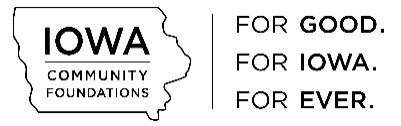 IOWA
COMMUNITY
FOUNDATIONS
FOR GOOD.
FOR IOWA.
FOR EVER.